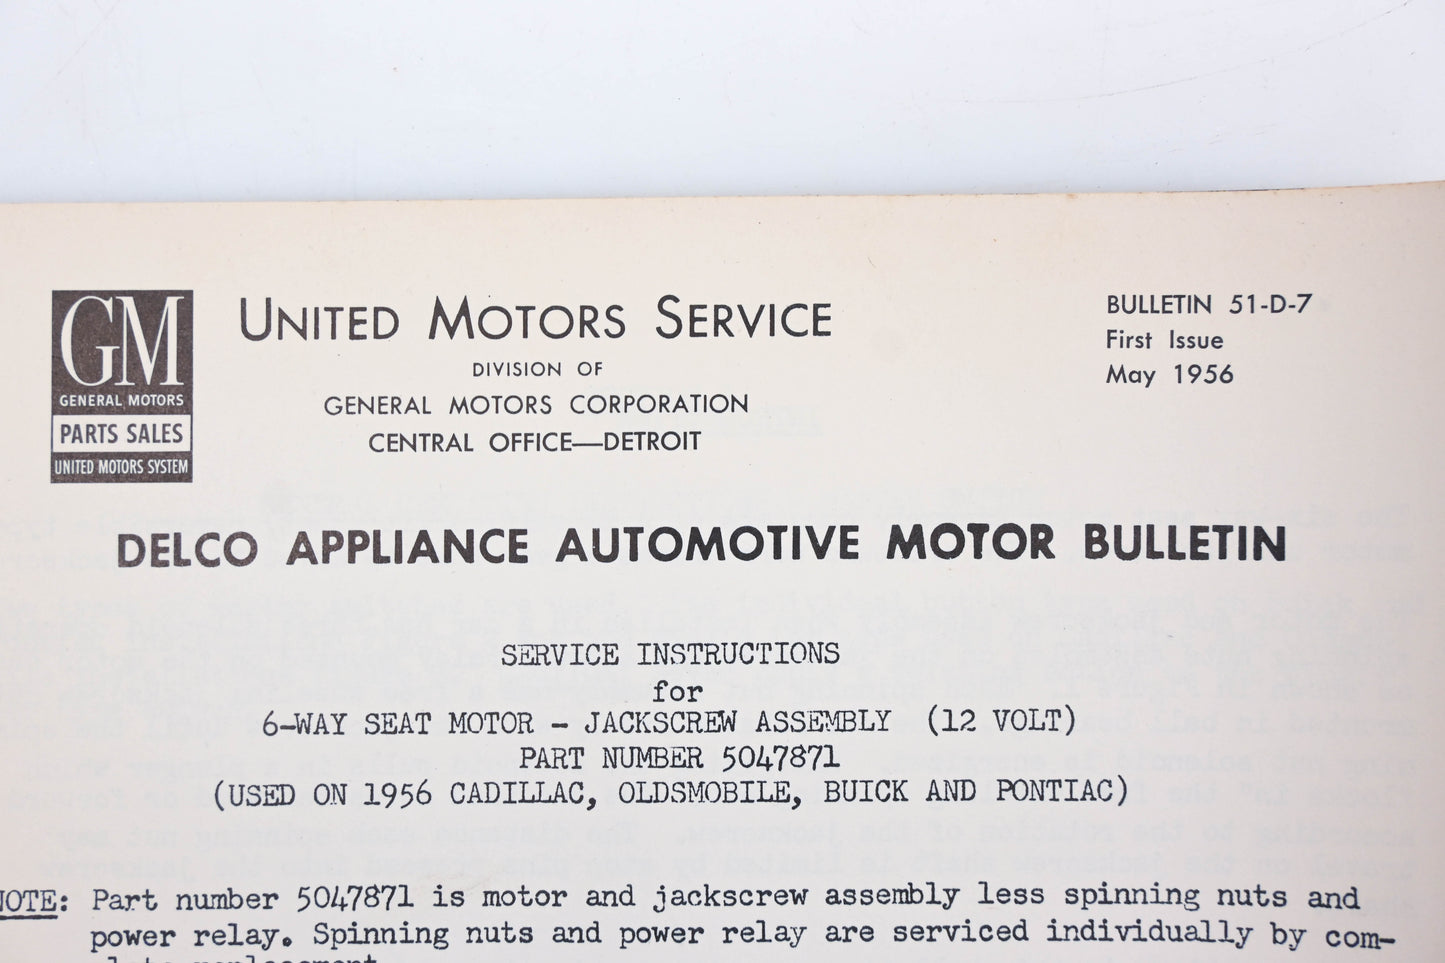 GM
GENERAL MOTORS
PARTS SALES
UNITED MOTORS SYSTEM
UNITED MOTORS SERVICE
DIVISION OF
GENERAL MOTORS CORPORATION
CENTRAL OFFICE—DETROIT
BULLETIN 51-D-7
First Issue
May 1956
DELCO APPLIANCE AUTOMOTIVE MOTOR BULLETIN
SERVICE INSTRUCTIONS
for
6-WAY SEAT MOTOR - JACKSCREW ASSEMBLY (12 VOLT)
PART NUMBER 5047871
(USED ON 1956 CADILLAC, OLDSMOBILE, BUICK AND PONTIAC)
NOTE: Part number 5047871 is motor and jackscrew assembly less spinning nuts and
power relay. Spinning nuts and power relay are serviced individually by com-